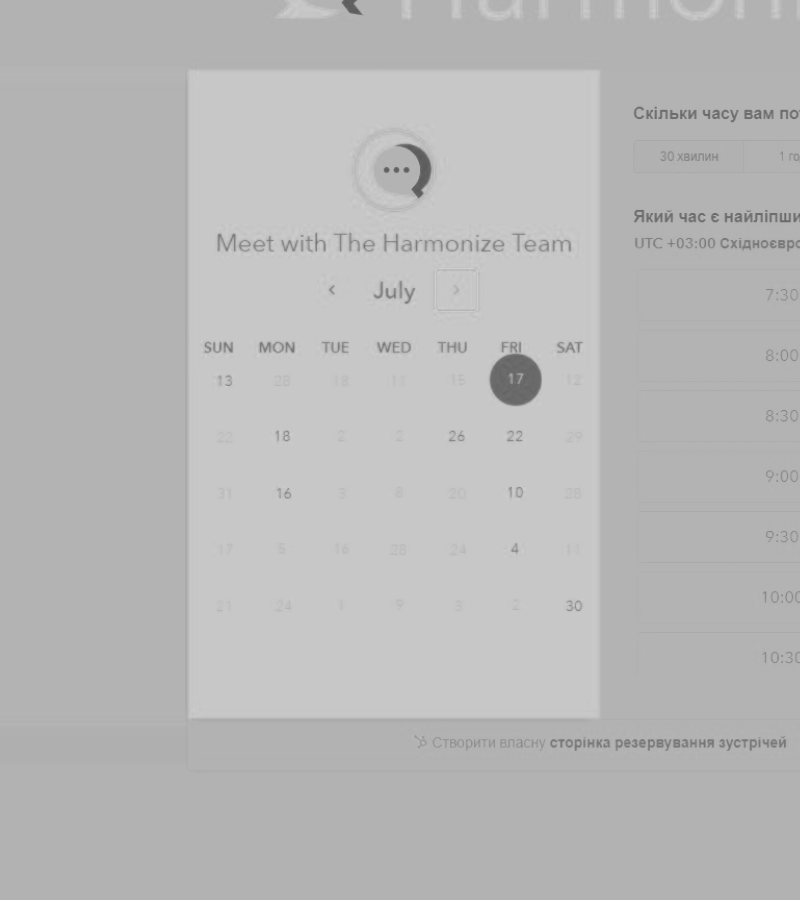 Harmoni
Meet with The Harmonize Team
‹ July ›
SUN MON TUE WED THU FRI SAT
13 28 18 11 15 17 12
22 18 2 2 26 22 29
31 16 3 8 20 10 28
17 5 16 28 24 4 11
21 24 1 9 3 2 30
Скільки часу вам по
30 хвилин 1 го
Який час є найліпши
UTC +03:00 Східноєвро
7:30
8:00
8:30
9:00
9:30
10:00
10:30
Створити власну сторінка резервування зустрічей